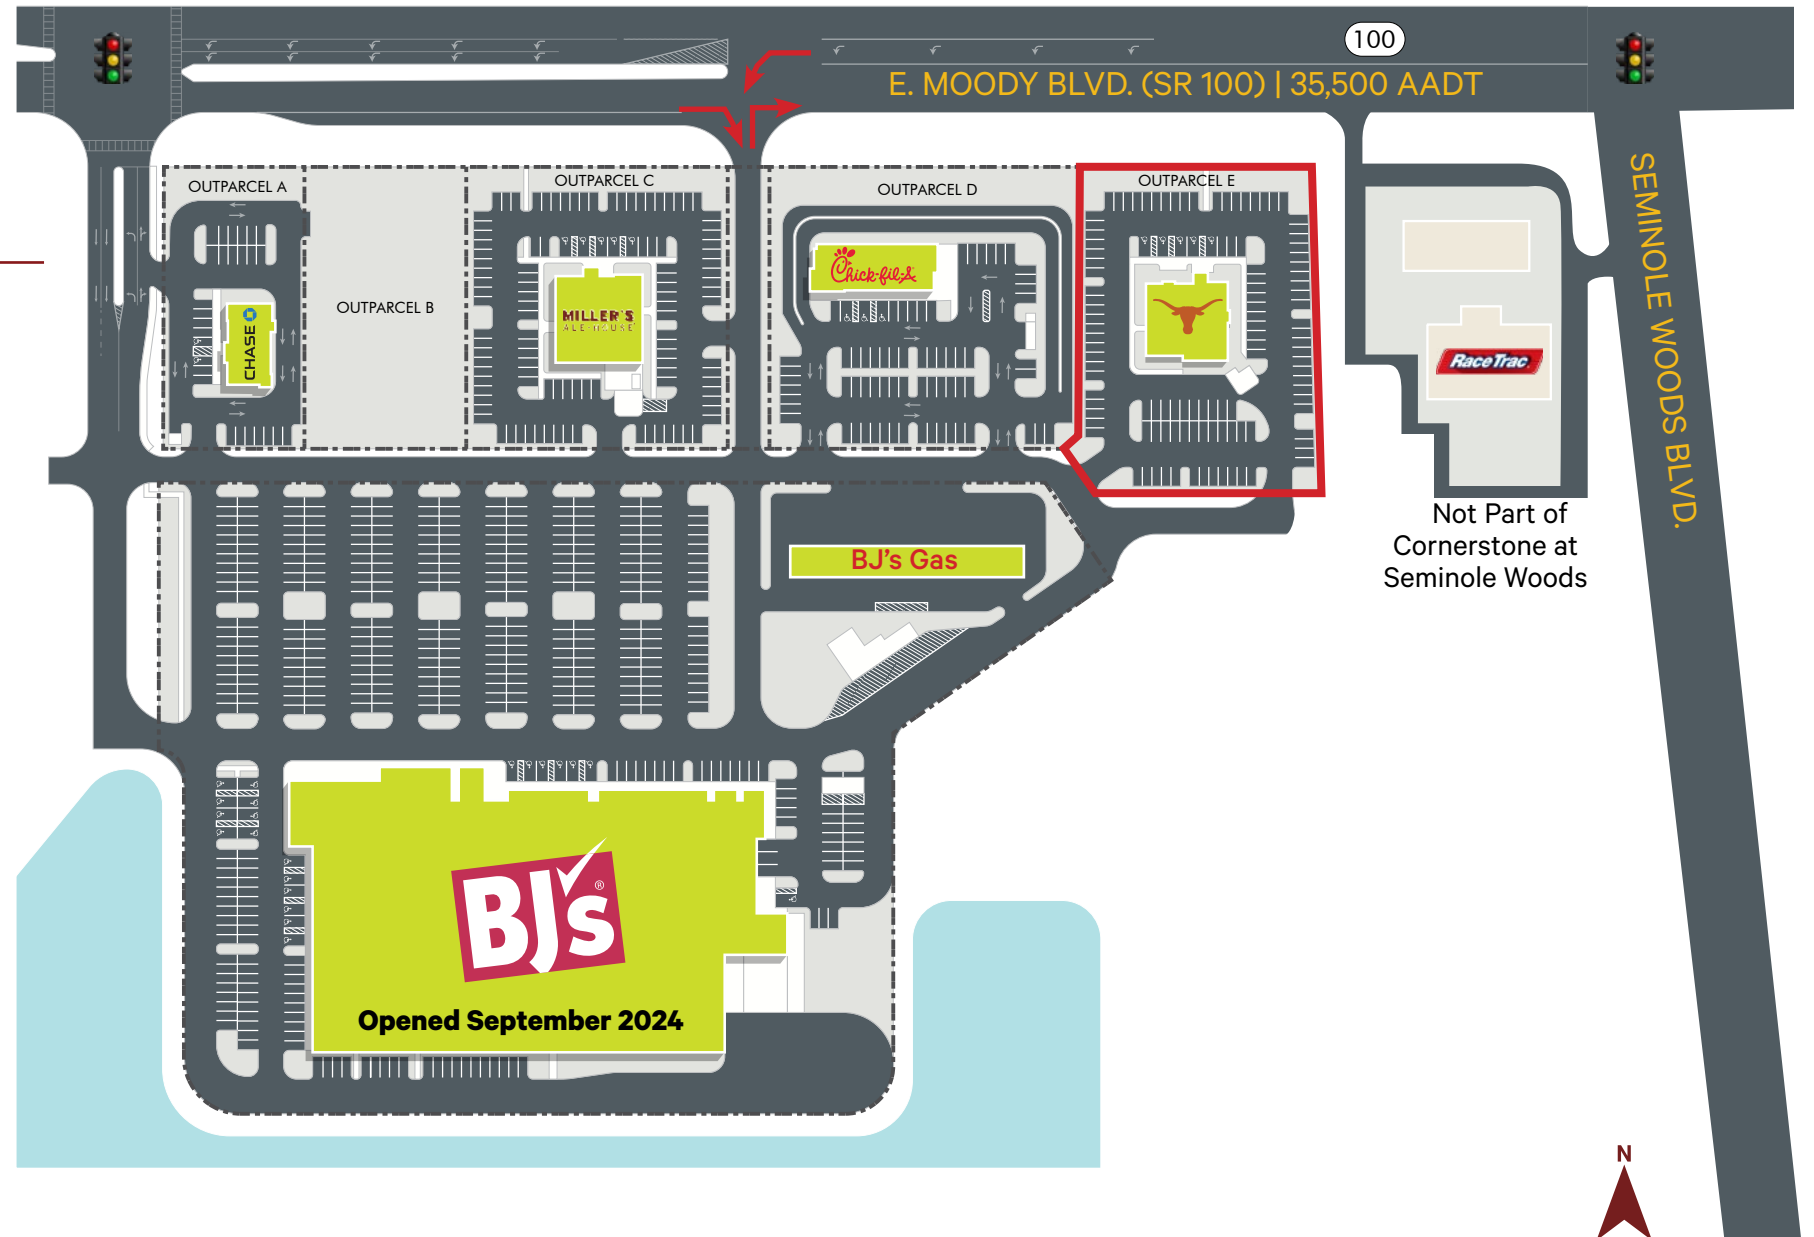 100
E. MOODY BLVD. (SR 100) | 35,500 AADT
SEMINOLE WOODS BLVD.
OUTPARCEL A
OUTPARCEL C
OUTPARCEL D
OUTPARCEL E
OUTPARCEL B
CHASE
MILLER'S
ALE·HOUSE
Chick-fil-A
RaceTrac
Not Part of
Cornerstone at
Seminole Woods
BJ's Gas
BJ's®
Opened September 2024
N